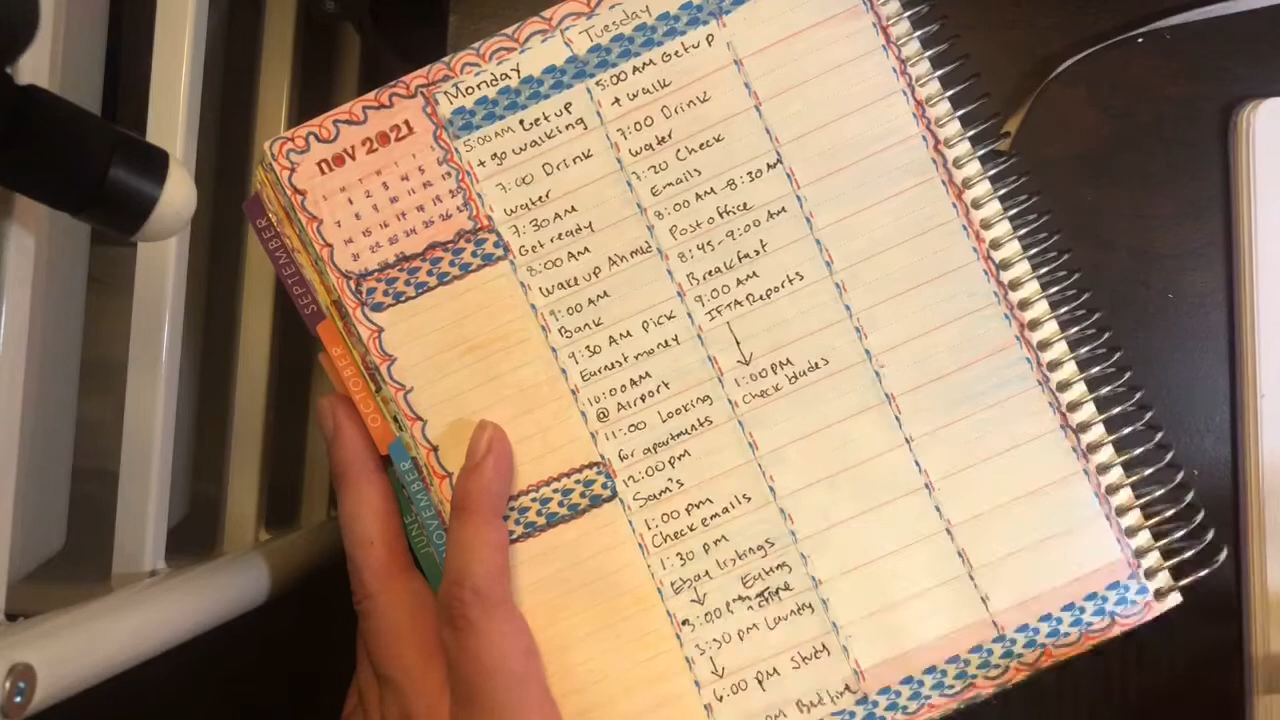 nov 2021
Monday
5:00 AM Get up
+ go walking
7:00 Drink
water
7:30 AM
Get ready
8:00 AM
wake up Ahmed
9:00 AM
Bank
9:30 AM Pick
Earnest money
10:00 AM
@ Airport
11:00 Looking
for apartments
12:00 pm
Sam's
1:00 pm
Check emails
1:30 pm
Ebay listings
Eating
3:00 p
3:30 pm Laundry
6:00 pm Study
Bedtime
Tuesday
5:00 AM Get up
+ walk
7:00 Drink
water
7:20 Check
Emails
8:00 AM-8:30 AM
Post office
8:45-9:00 AM
Breakfast
9:00 AM
IFTA Reports
1:00 PM
Check blades
SEPTEMBER
OCTOBER
NOVEMBER
JUNE